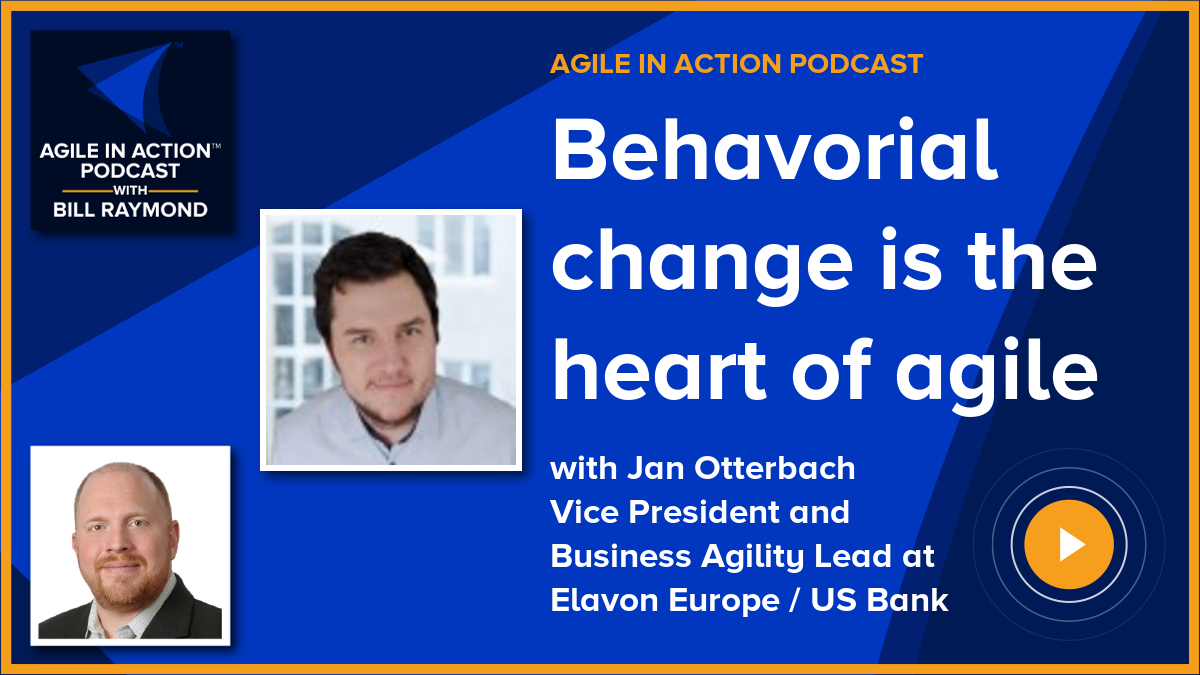 AGILE IN ACTION™
PODCAST
WITH
BILL RAYMOND
AGILE IN ACTION PODCAST
Behavorial
change is the
heart of agile
with Jan Otterbach
Vice President and
Business Agility Lead at
Elavon Europe / US Bank